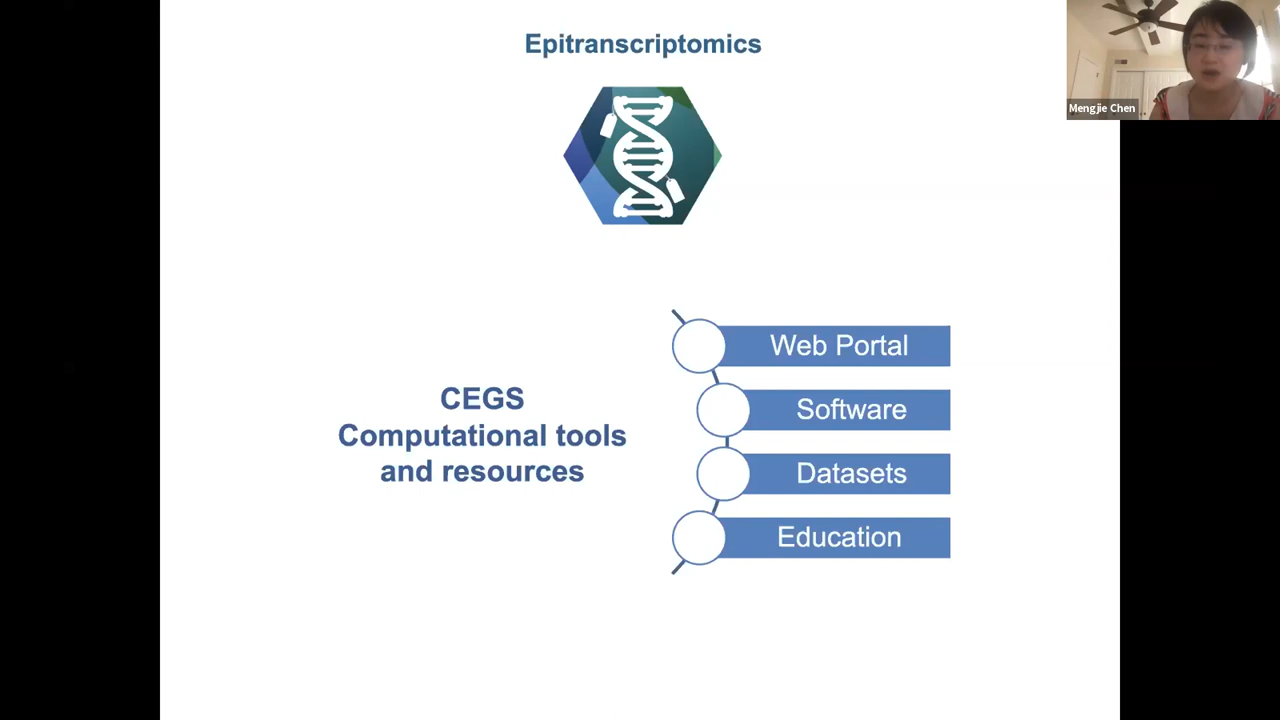 Epitranscriptomics
Mengjie Chen
CEGS
Computational tools
and resources
Web Portal
Software
Datasets
Education